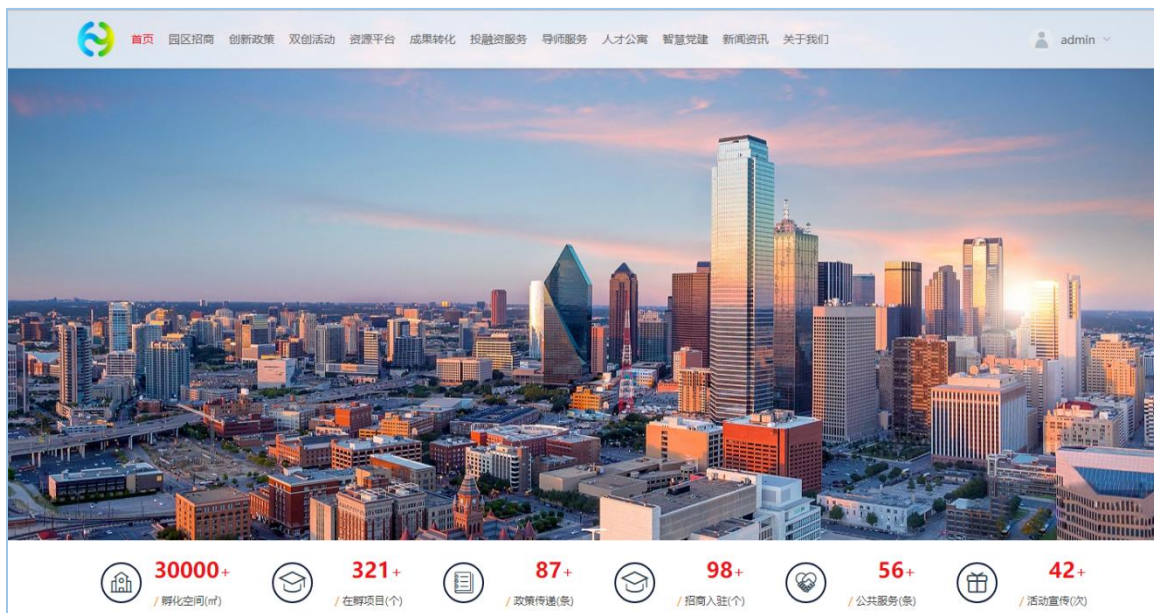 首页 园区招商 创新政策 双创活动 资源平台 成果转化 投融资服务 导师服务 人才公寓 智慧党建 新闻资讯 关于我们 admin
30000+ 321+ 87+ 98+ 56+ 42+
/ 孵化空间(㎡) / 在孵项目(个) / 政策传递(条) / 招商入驻(个) / 公共服务(条) / 活动宣传(次)